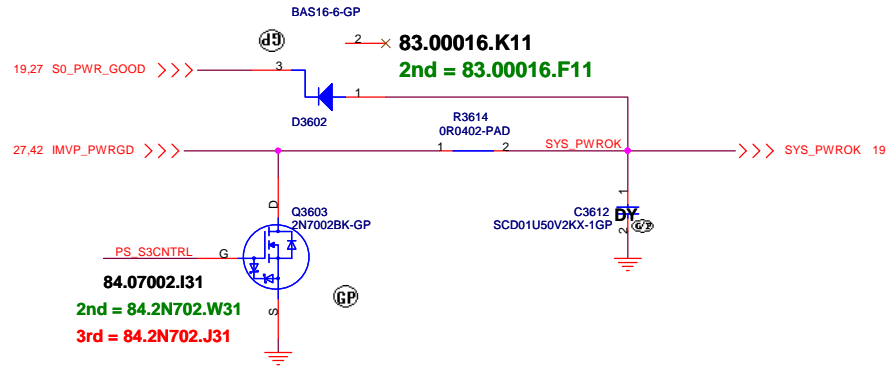 BAS16-6-GP
GP
2
83.00016.K11
2nd = 83.00016.F11
19,27 S0_PWR_GOOD
3
1
D3602
R3614
0R0402-PAD
27,42 IMVP_PWRGD
1
2
SYS_PWROK
SYS_PWROK 19
D
1
Q3603
2N7002BK-GP
C3612
SCD01U50V2KX-1GP
DY
G/P
2
PS_S3CNTRL
G
84.07002.I31
2nd = 84.2N702.W31
3rd = 84.2N702.J31
GP
S